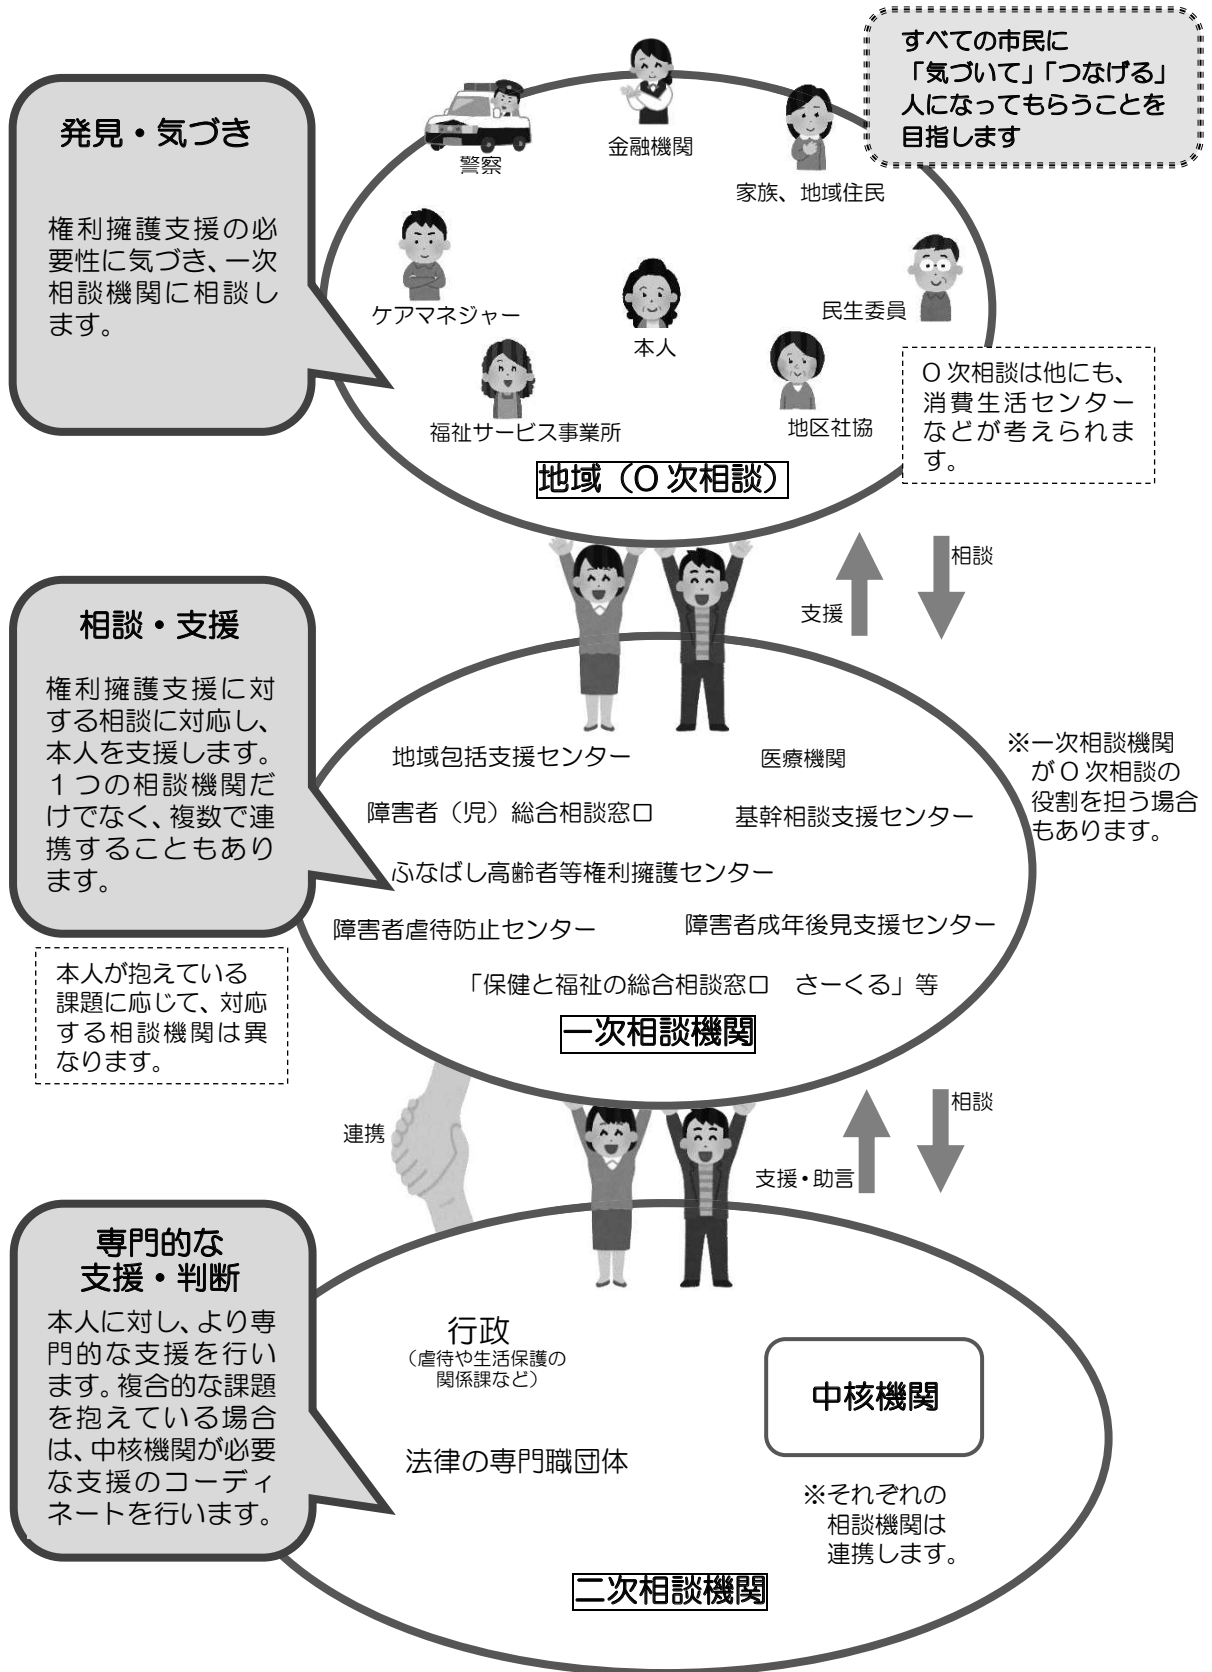 すべての市民に
「気づいて」「つなげる」
人になってもらうことを
目指します
発見・気づき
権利擁護支援の必
要性に気づき、一次
相談機関に相談し
ます。
警察
金融機関
家族、地域住民
ケアマネジャー
本人
民生委員
福祉サービス事業所
地区社協
地域（０次相談）
０次相談は他にも、
消費生活センター
などが考えられま
す。
支援
相談
相談・支援
権利擁護支援に対
する相談に対応し、
本人を支援します。
１つの相談機関だ
けでなく、複数で連
携することもあり
ます。
本人が抱えている
課題に応じて、対応
する相談機関は異
なります。
地域包括支援センター
医療機関
障害者（児）総合相談窓口
基幹相談支援センター
ふなばし高齢者等権利擁護センター
障害者虐待防止センター
障害者成年後見支援センター
「保健と福祉の総合相談窓口　さーくる」等
一次相談機関
※一次相談機関
が０次相談の
役割を担う場合
もあります。
連携
支援・助言
相談
専門的な
支援・判断
本人に対し、より専
門的な支援を行い
ます。複合的な課題
を抱えている場合
は、中核機関が必要
な支援のコーディ
ネートを行います。
行政
（虐待や生活保護の
関係課など）
法律の専門職団体
中核機関
※それぞれの
相談機関は
連携します。
二次相談機関